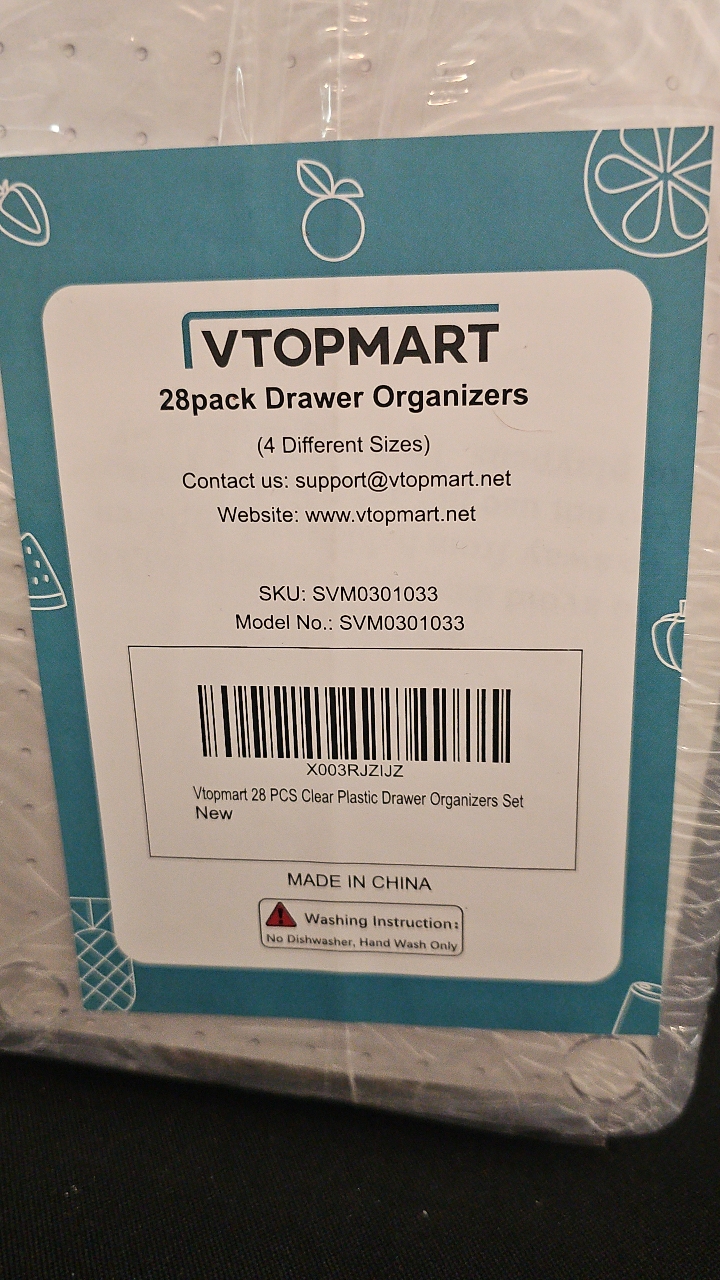 VTOPMART
28pack Drawer Organizers
(4 Different Sizes)
Contact us: support@vtopmart.net
Website: www.vtopmart.net
SKU: SVM0301033
Model No.: SVM0301033
X003RJZIJZ
Vtopmart 28 PCS Clear Plastic Drawer Organizers Set
New
MADE IN CHINA
Washing Instruction:
No Dishwasher, Hand Wash Only